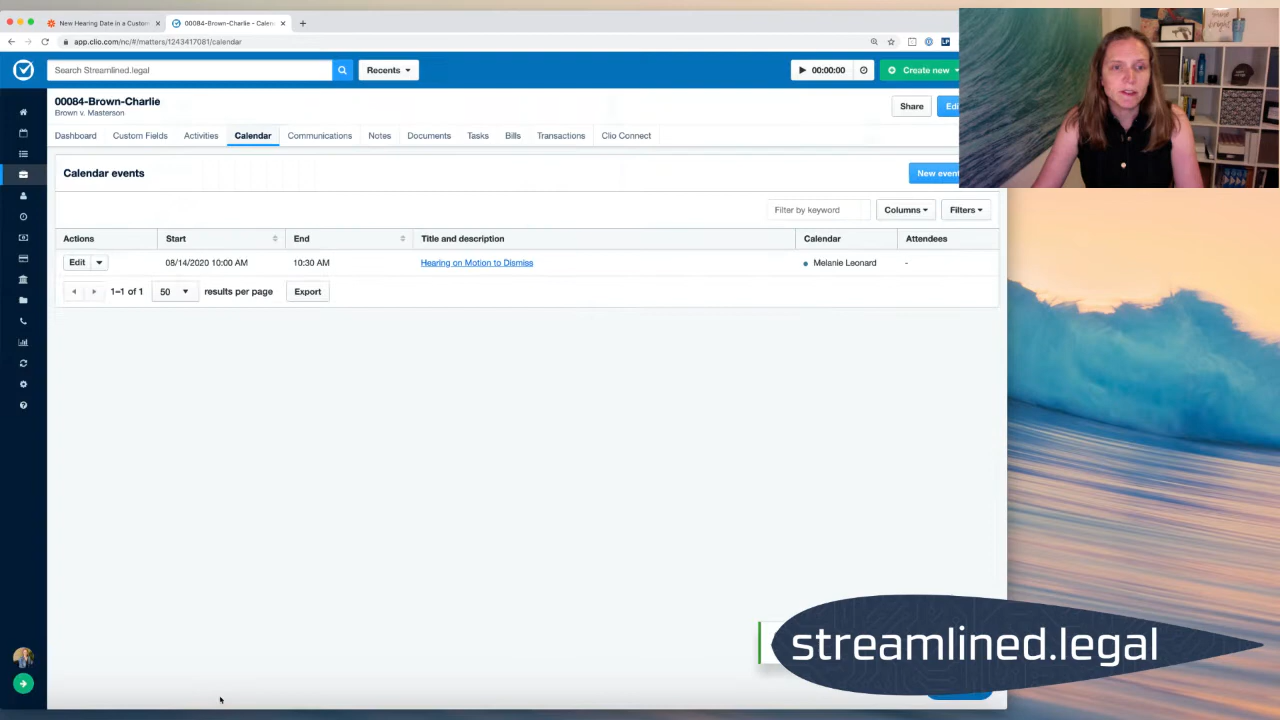 New Hearing Date in a Custom
00084-Brown-Charlie - Calen
app.clio.com/nc/#/matters/1243417081/calendar
Search Streamlined.legal
Recents
00:00:00
Create new
00084-Brown-Charlie
Brown v. Masterson
Share
Edi
Dashboard
Custom Fields
Activities
Calendar
Communications
Notes
Documents
Tasks
Bills
Transactions
Clio Connect
Calendar events
New event
Filter by keyword
Columns
Filters
Actions
Start
End
Title and description
Calendar
Attendees
Edit
08/14/2020 10:00 AM
10:30 AM
Hearing on Motion to Dismiss
Melanie Leonard
-
1–1 of 1
50
results per page
Export
streamlined.legal